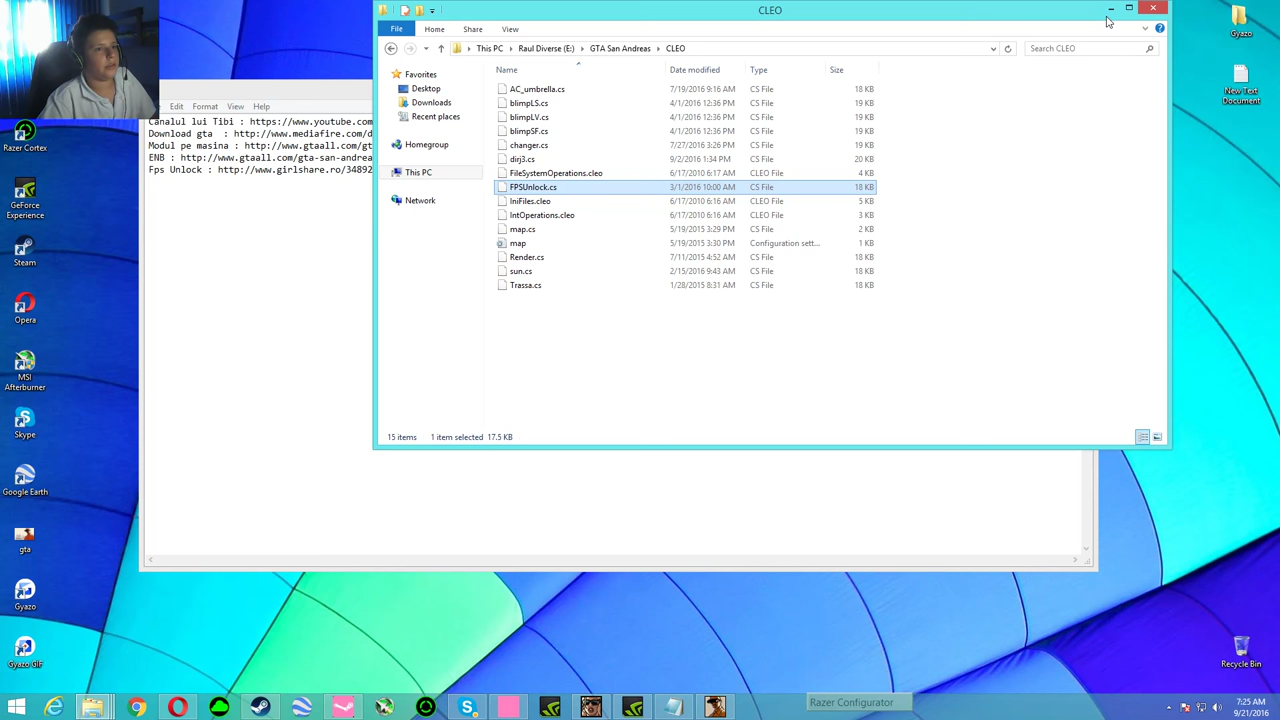 CLEO
File Home Share View
This PC Raul Diverse (E:) GTA San Andreas CLEO
Search CLEO
Name Date modified Type Size
Favorites
Desktop
Downloads
Recent places
Homegroup
This PC
Network
AC_umbrella.cs 7/19/2016 9:16 AM CS File 18 KB
blimpLS.cs 4/1/2016 12:36 PM CS File 19 KB
blimpLV.cs 4/1/2016 12:36 PM CS File 19 KB
blimpSF.cs 4/1/2016 12:36 PM CS File 19 KB
changer.cs 7/27/2016 3:26 PM CS File 19 KB
dirj3.cs 9/2/2016 1:34 PM CS File 20 KB
FileSystemOperations.cleo 6/17/2010 6:17 AM CLEO File 4 KB
FPSUnlock.cs 3/1/2016 10:00 AM CS File 18 KB
IniFiles.cleo 6/17/2010 6:16 AM CLEO File 5 KB
IntOperations.cleo 6/17/2010 6:16 AM CLEO File 3 KB
map.cs 5/19/2015 3:29 PM CS File 2 KB
map 5/19/2015 3:30 PM Configuration sett... 1 KB
Render.cs 7/11/2015 4:52 AM CS File 18 KB
sun.cs 2/15/2016 9:43 AM CS File 18 KB
Trassa.cs 1/28/2015 8:31 AM CS File 18 KB
15 items 1 item selected 17.5 KB
Edit Format View Help
Canalul lui Tibi : https://www.youtube.com
Download gta : http://www.mediafire.com/d
Modul pe masina : http://www.gtaall.com/gt
ENB : http://www.gtaall.com/gta-san-andrea
Fps Unlock : http://www.girlshare.ro/34892
Razer Cortex
GeForce
Experience
Steam
Opera
MSI
Afterburner
Skype
Google Earth
gta
Gyazo
Gyazo GIF
Gyazo
New Text
Document
Recycle Bin
Razer Configurator
7:25 AM
9/21/2016